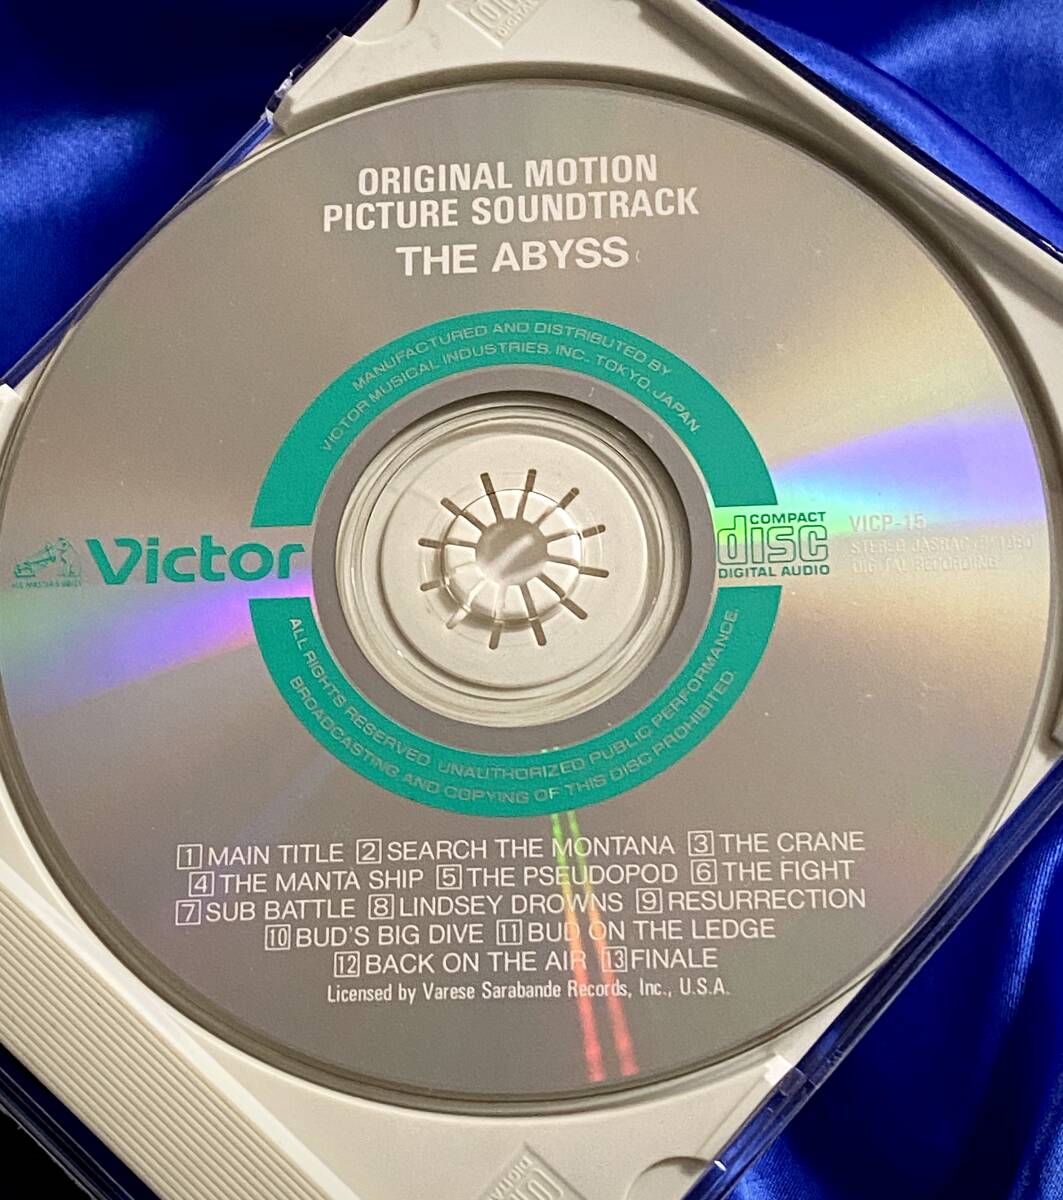 ORIGINAL MOTION
PICTURE SOUNDTRACK
THE ABYSS
MANUFACTURED AND DISTRIBUTED BY
VICTOR MUSICAL INDUSTRIES, INC. TOKYO, JAPAN
Victor
COMPACT
disc
DIGITAL AUDIO
VICP-15
STEREO JASRAC
DIGITAL RECORDING
ALL RIGHTS RESERVED UNAUTHORIZED PUBLIC PERFORMANCE.
BROADCASTING AND COPYING OF THIS DISC PROHIBITED.
1 MAIN TITLE 2 SEARCH THE MONTANA 3 THE CRANE
4 THE MANTA SHIP 5 THE PSEUDOPOD 6 THE FIGHT
7 SUB BATTLE 8 LINDSEY DROWNS 9 RESURRECTION
10 BUD'S BIG DIVE 11 BUD ON THE LEDGE
12 BACK ON THE AIR 13 FINALE
Licensed by Varese Sarabande Records, Inc., U.S.A.